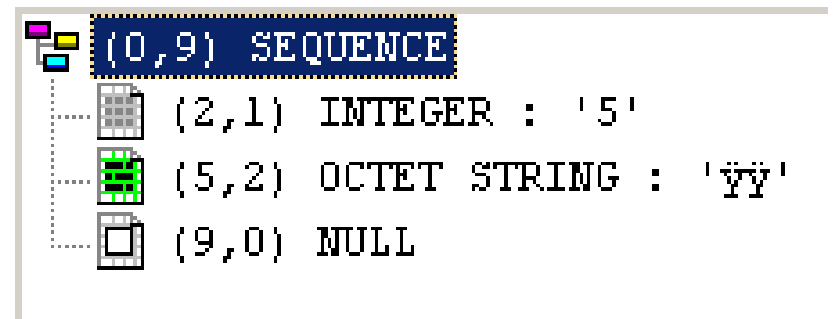 (0,9) SEQUENCE
(2,1) INTEGER : '5'
(5,2) OCTET STRING : 'ÿÿ'
(9,0) NULL